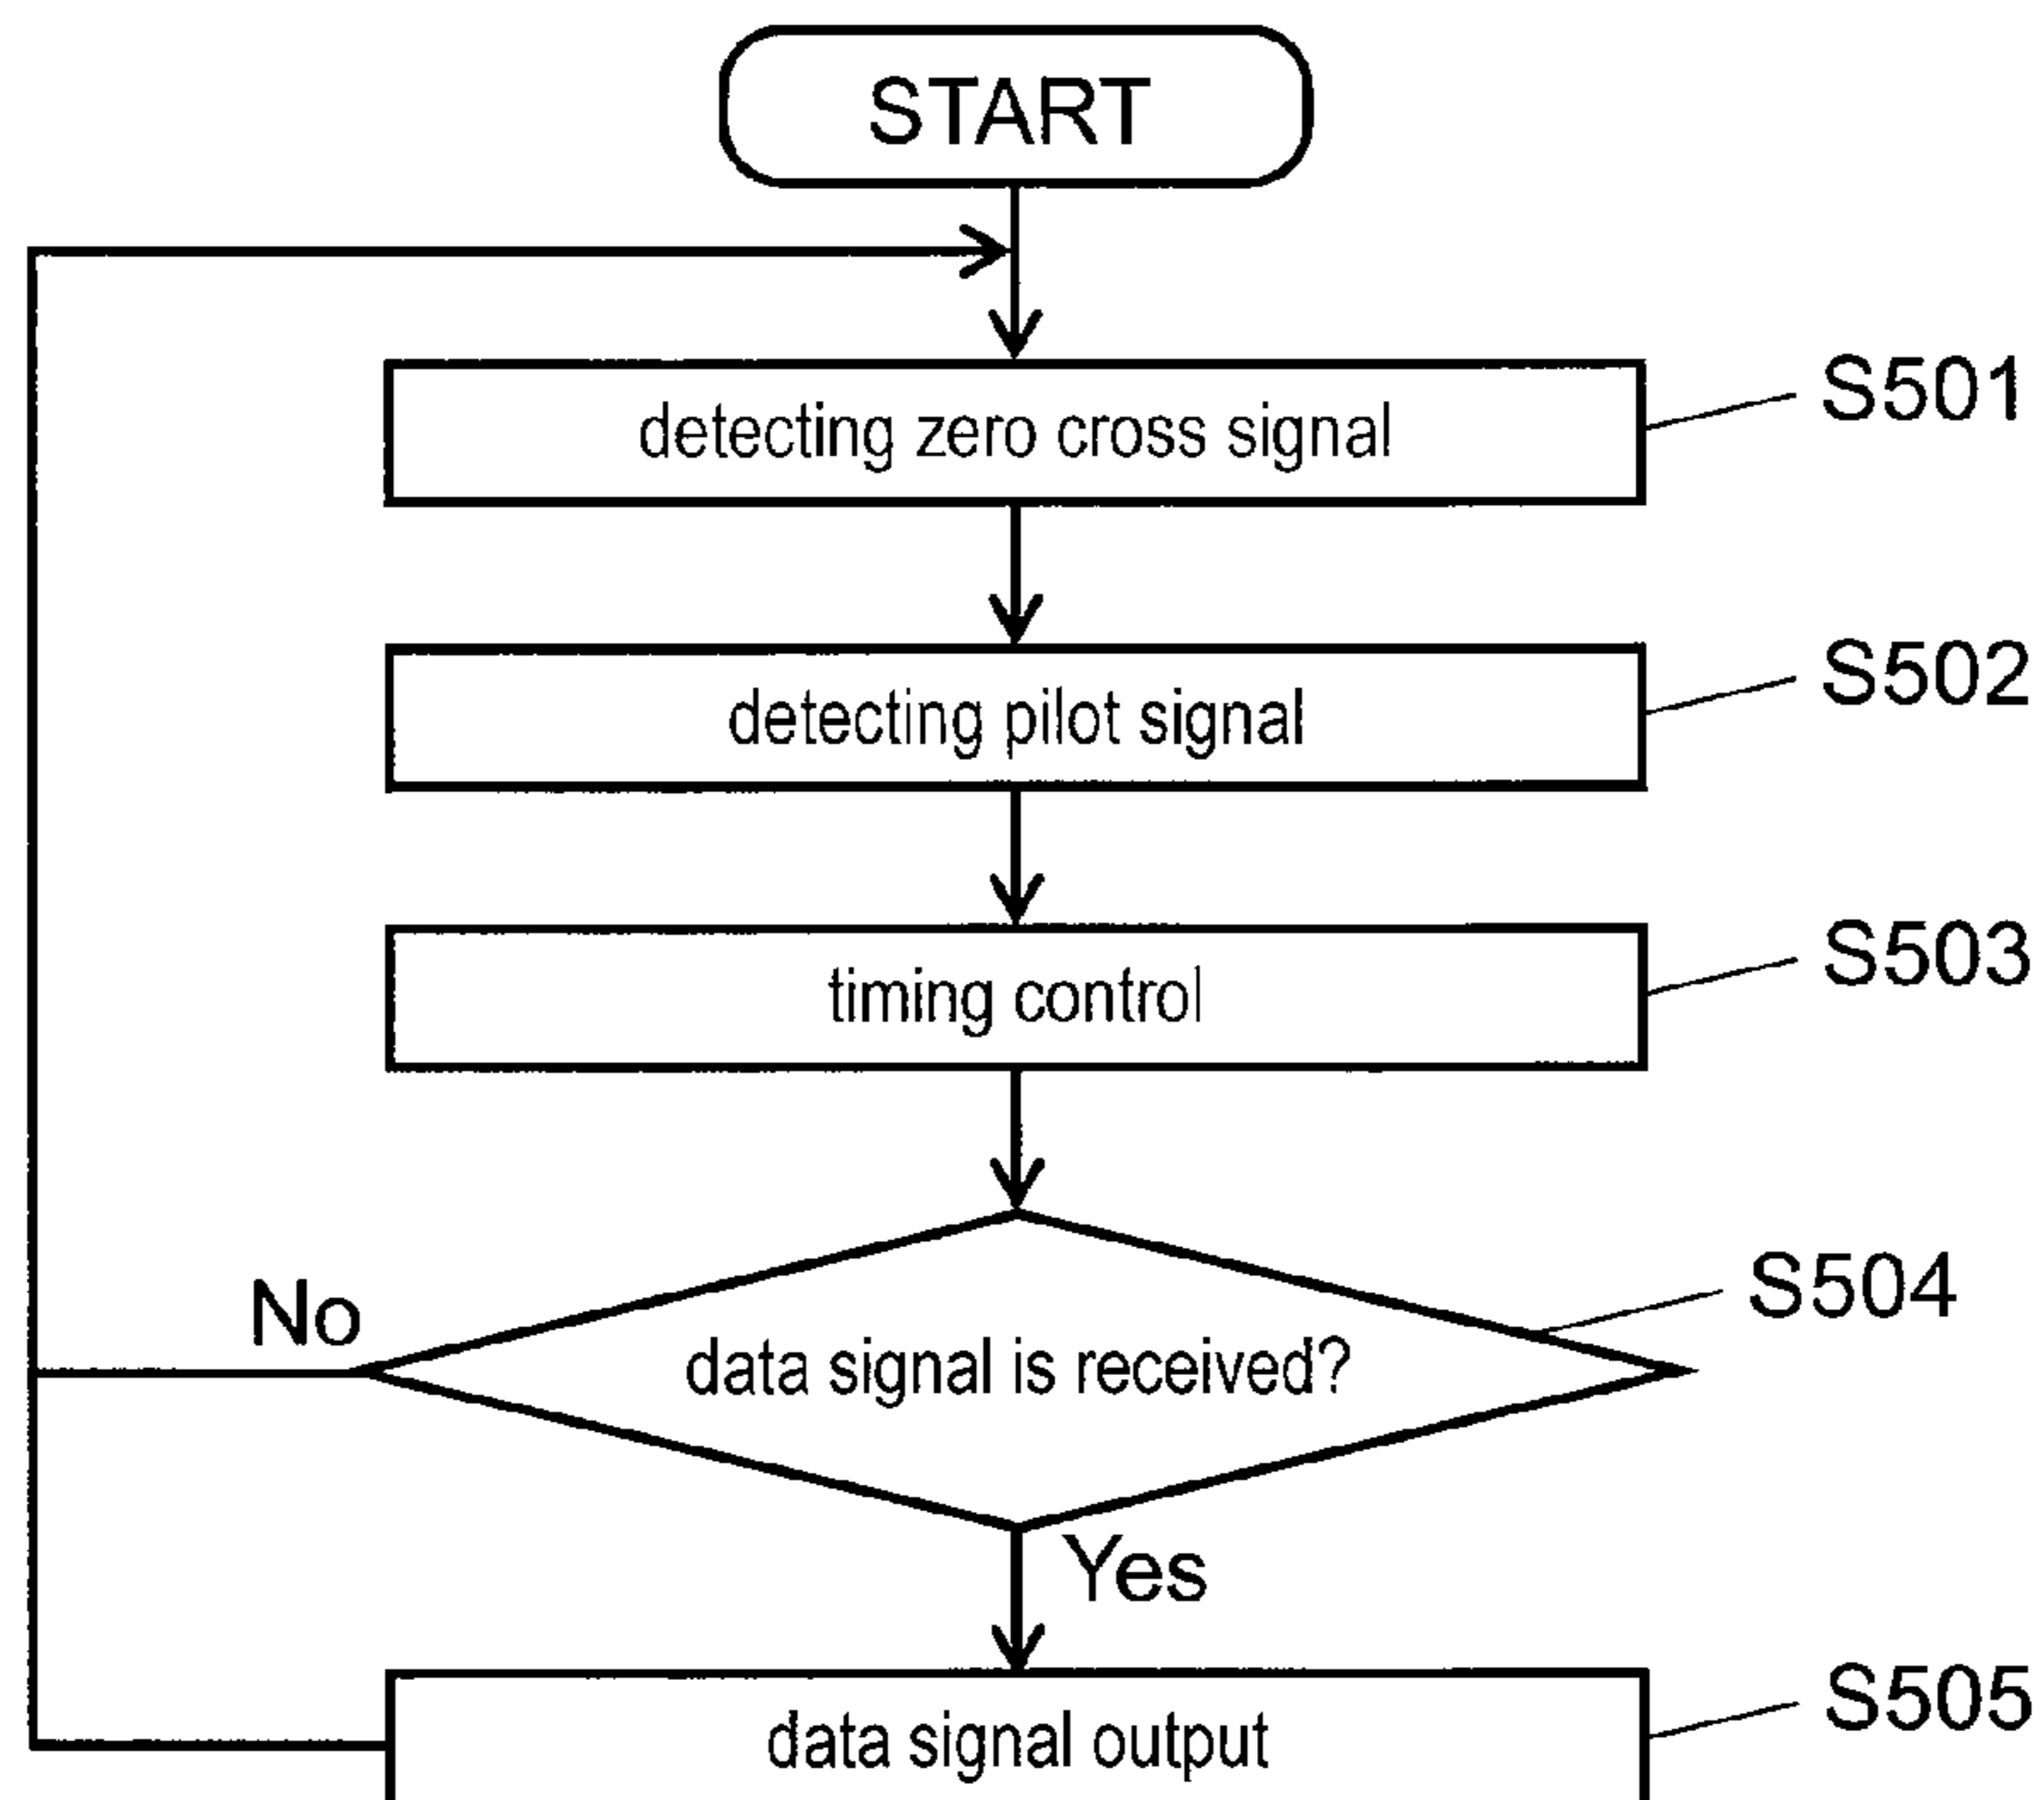 START
detecting zero cross signal
S501
detecting pilot signal
S502
timing control
S503
data signal is received?
S504
No
Yes
data signal output
S505